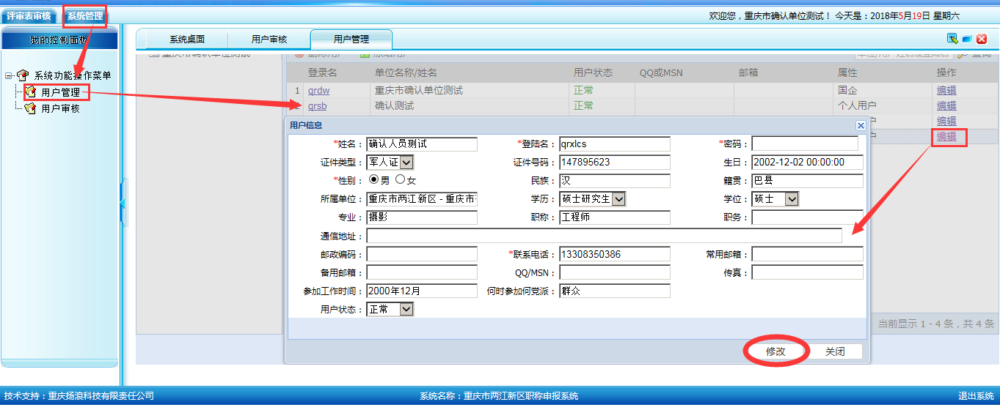 评审表审核 系统管理 欢迎您，重庆市确认单位测试！ 今天是：2018年5月19日 星期六
我的控制面板 系统桌面 用户审核 用户管理
重庆市确认单位测试 删除用户 查询
登录名 单位名称/姓名 用户状态 QQ或MSN 邮箱 属性 操作
系统功能操作菜单
用户管理
用户审核
1 qrdw 重庆市确认单位测试 正常 国企 编辑
2 qrsb 确认测试 正常 个人用户 编辑
编辑
编辑
用户信息
*姓名： 确认人员测试 *登陆名： qrxlcs *密码：
证件类型： 军人证 证件号码： 147895623 生日： 2002-12-02 00:00:00
*性别： 男 女 民族： 汉 籍贯： 巴县
所属单位： 重庆市两江新区 - 重庆市 学历： 硕士研究生 学位： 硕士
专业： 摄影 职称： 工程师 职务：
通信地址：
邮政编码： *联系电话： 13308350386 常用邮箱：
备用邮箱： QQ/MSN： 传真：
参加工作时间： 2000年12月 何时参加何党派： 群众
用户状态： 正常
当前显示 1 - 4 条，共 4 条
修改 关闭
技术支持：重庆扬浪科技有限责任公司 系统名称：重庆市两江新区职称申报系统 退出系统